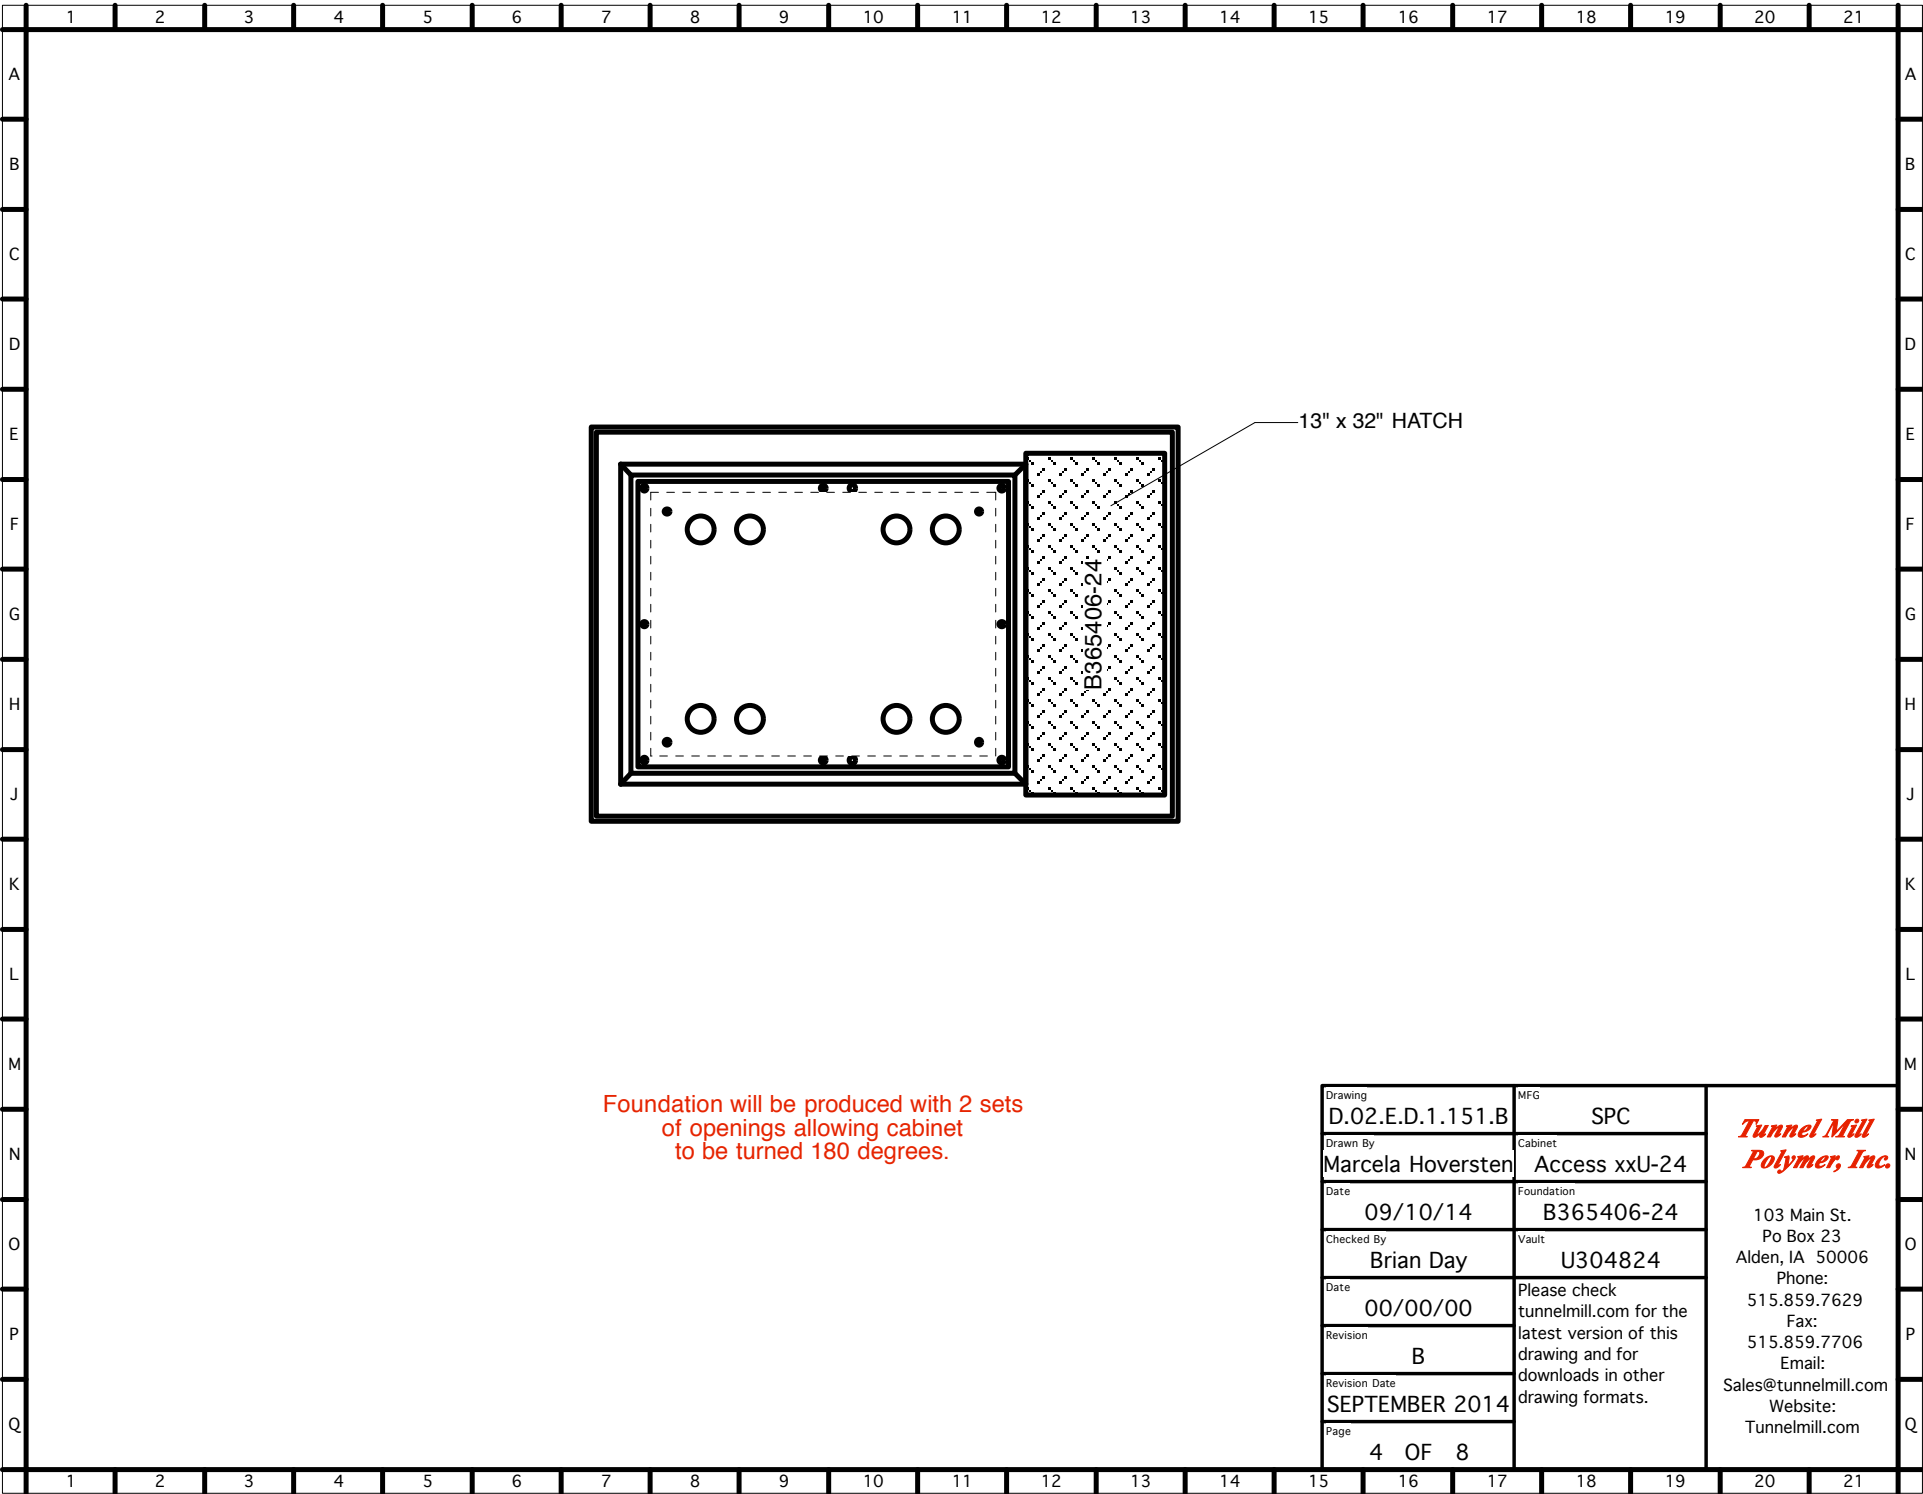 1 2 3 4 5 6 7 8 9 10 11 12 13 14 15 16 17 18 19 20 21
A A
B B
C C
D D
E E
F F
G G
H H
J J
K K
L L
M M
N N
O O
P P
Q Q
13" x 32" HATCH
B365406-24
Foundation will be produced with 2 sets
of openings allowing cabinet
to be turned 180 degrees.
Drawing
D.02.E.D.1.151.B
MFG
SPC
Drawn By
Marcela Hoversten
Cabinet
Access xxU-24
Date
09/10/14
Foundation
B365406-24
Checked By
Brian Day
Vault
U304824
Date
00/00/00
Revision
B
Revision Date
SEPTEMBER 2014
Page
4 OF 8
Please check
tunnelmill.com for the
latest version of this
drawing and for
downloads in other
drawing formats.
Tunnel Mill
Polymer, Inc.
103 Main St.
Po Box 23
Alden, IA 50006
Phone:
515.859.7629
Fax:
515.859.7706
Email:
Sales@tunnelmill.com
Website:
Tunnelmill.com
1 2 3 4 5 6 7 8 9 10 11 12 13 14 15 16 17 18 19 20 21